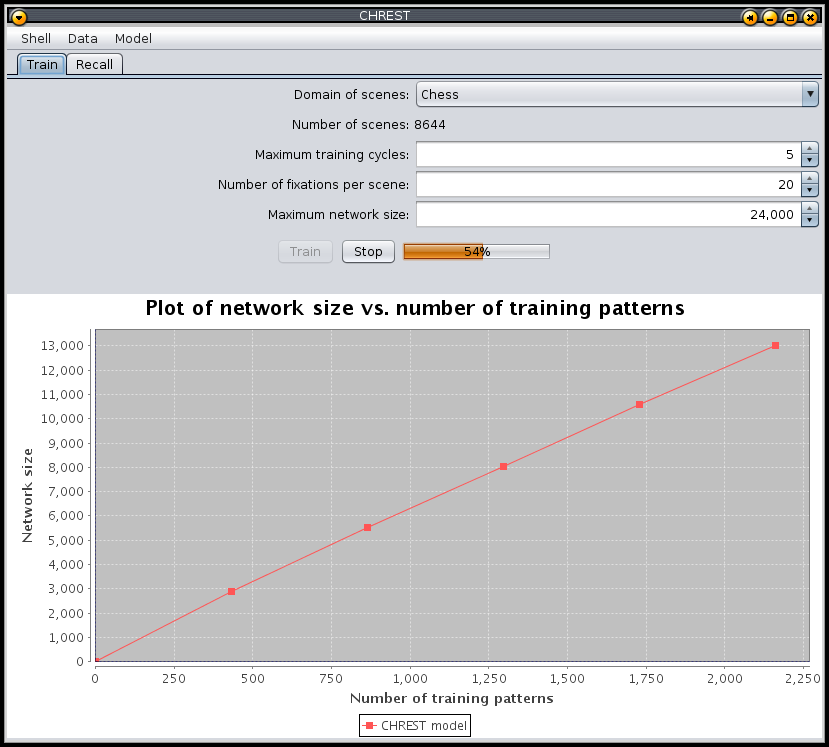 CHREST
Shell Data Model
Train Recall
Domain of scenes: Chess
Number of scenes: 8644
Maximum training cycles: 5
Number of fixations per scene: 20
Maximum network size: 24,000
Train Stop 54%
Plot of network size vs. number of training patterns
13,000
12,000
11,000
10,000
9,000
8,000
7,000
6,000
5,000
4,000
3,000
2,000
1,000
0
Network size
0 250 500 750 1,000 1,250 1,500 1,750 2,000 2,250
Number of training patterns
CHREST model